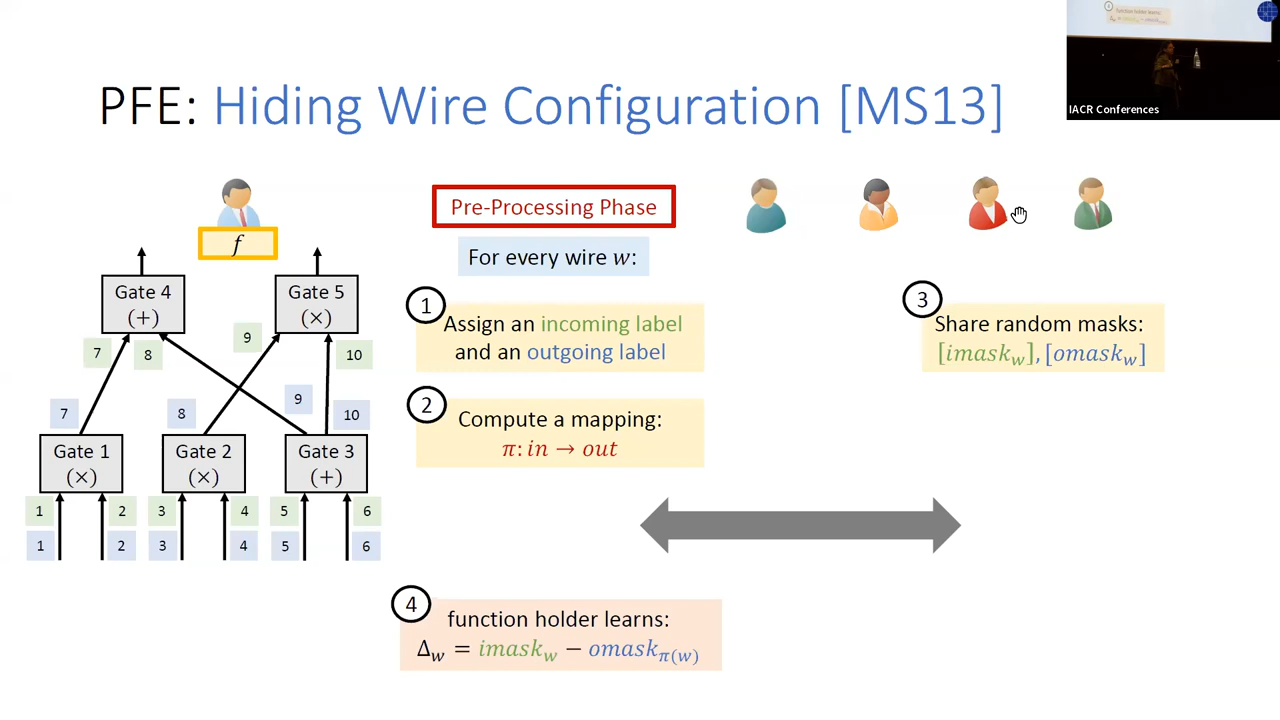 PFE: Hiding Wire Configuration [MS13]
IACR Conferences
f
Pre-Processing Phase
For every wire w:
Gate 4
(+)
Gate 5
(×)
7
8
9
10
7
8
9
10
Gate 1
(×)
Gate 2
(×)
Gate 3
(+)
1
2
3
4
5
6
1
2
3
4
5
6
1
Assign an incoming label
and an outgoing label
2
Compute a mapping:
π: in → out
3
Share random masks:
[imask_w], [omask_w]
4
function holder learns:
Δ_w = imask_w − omask_π(w)